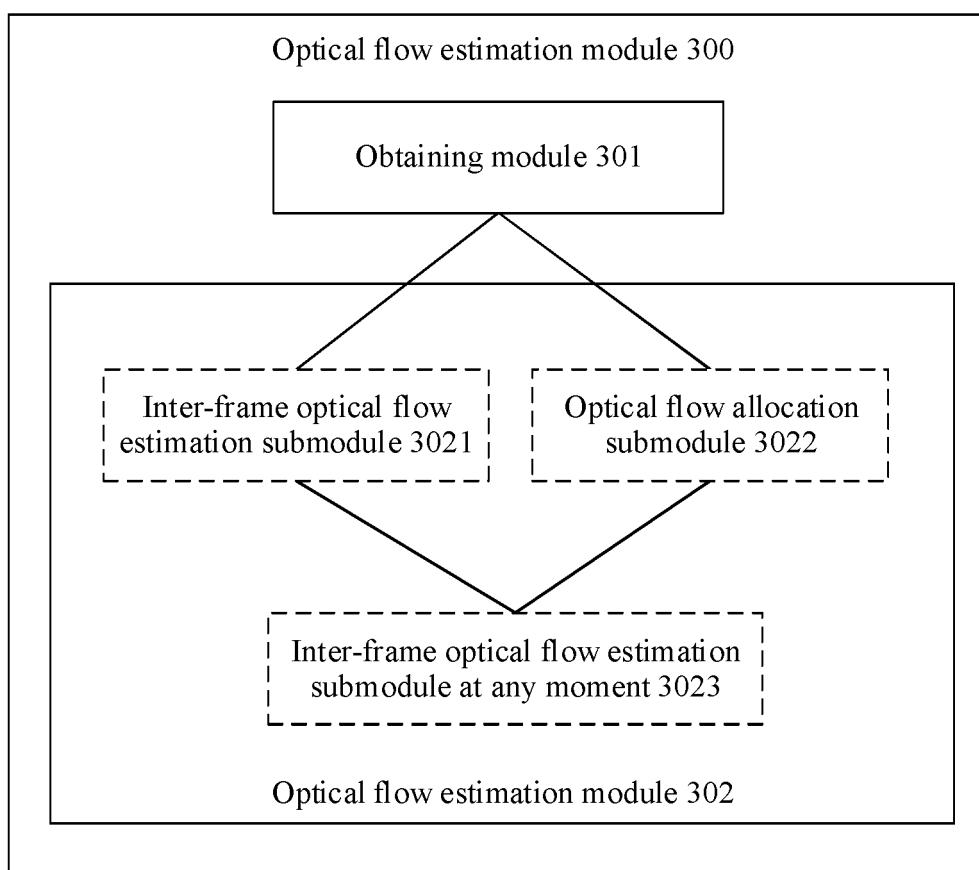 Optical flow estimation module 300
Obtaining module 301
Inter-frame optical flow
estimation submodule 3021
Optical flow allocation
submodule 3022
Inter-frame optical flow estimation
submodule at any moment 3023
Optical flow estimation module 302